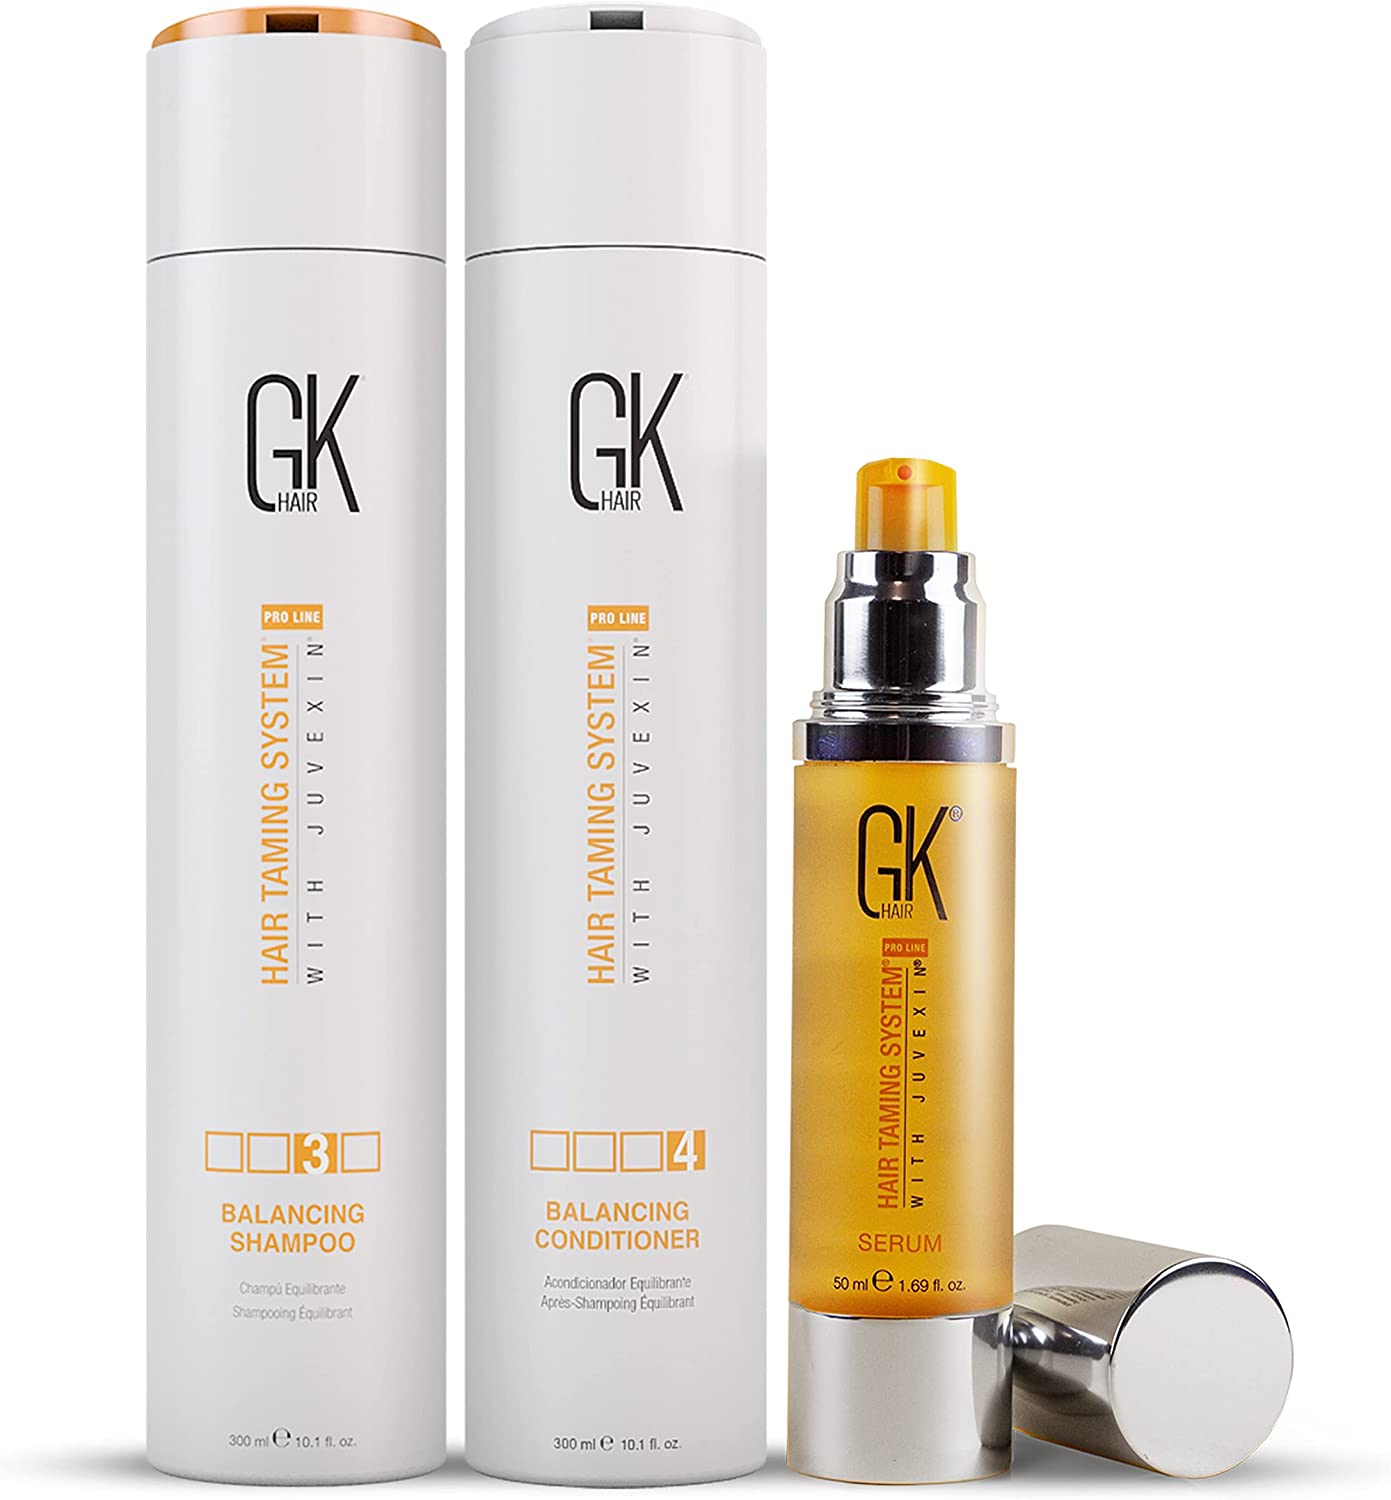 GK
HAIR
PRO LINE
HAIR TAMING SYSTEM®
WITH JUVEXIN®
3
BALANCING
SHAMPOO
Champú Equilibrante
Shampooing Équilibrant
300 ml ℮ 10.1 fl. oz.
GK
HAIR
PRO LINE
HAIR TAMING SYSTEM®
WITH JUVEXIN®
4
BALANCING
CONDITIONER
Acondicionador Equilibrante
Après-Shampoing Équilibrant
300 ml ℮ 10.1 fl. oz.
GK®
HAIR
PRO LINE
HAIR TAMING SYSTEM®
WITH JUVEXIN®
SERUM
50 ml ℮ 1.69 fl. oz.